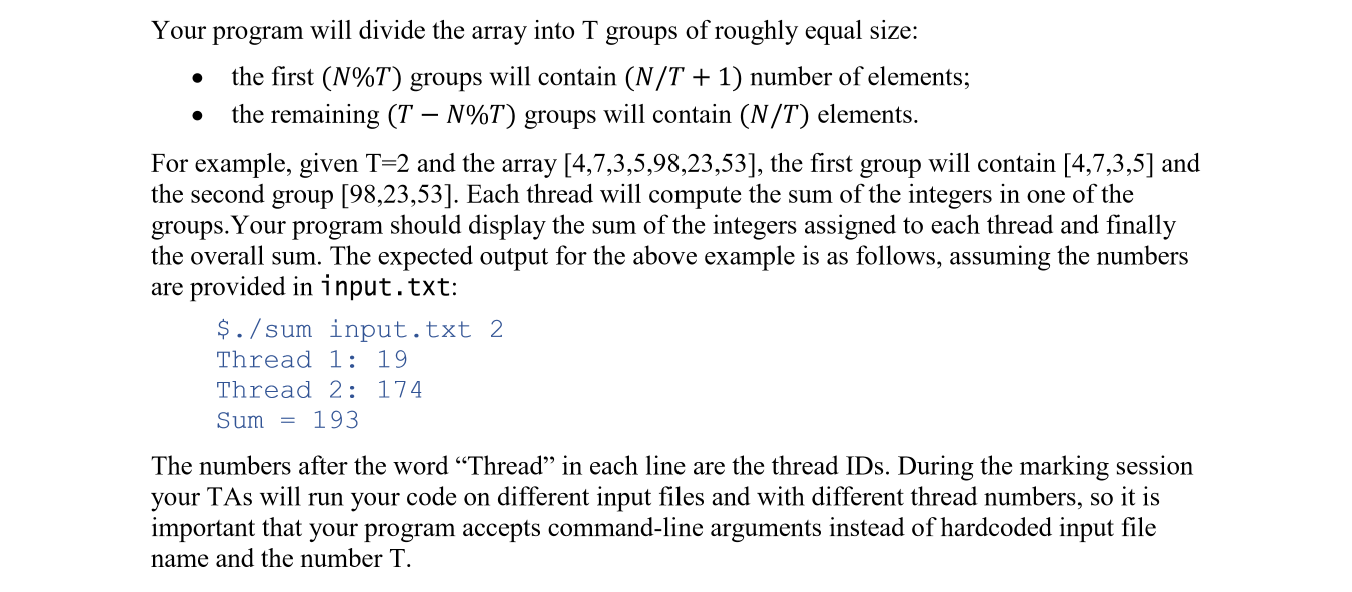 Your program will divide the array into T groups of roughly equal size:
• the first (N%T) groups will contain (N/T + 1) number of elements;
• the remaining (T − N%T) groups will contain (N/T) elements.
For example, given T=2 and the array [4,7,3,5,98,23,53], the first group will contain [4,7,3,5] and
the second group [98,23,53]. Each thread will compute the sum of the integers in one of the
groups.Your program should display the sum of the integers assigned to each thread and finally
the overall sum. The expected output for the above example is as follows, assuming the numbers
are provided in input.txt:
$./sum input.txt 2
Thread 1: 19
Thread 2: 174
Sum = 193
The numbers after the word “Thread” in each line are the thread IDs. During the marking session
your TAs will run your code on different input files and with different thread numbers, so it is
important that your program accepts command-line arguments instead of hardcoded input file
name and the number T.